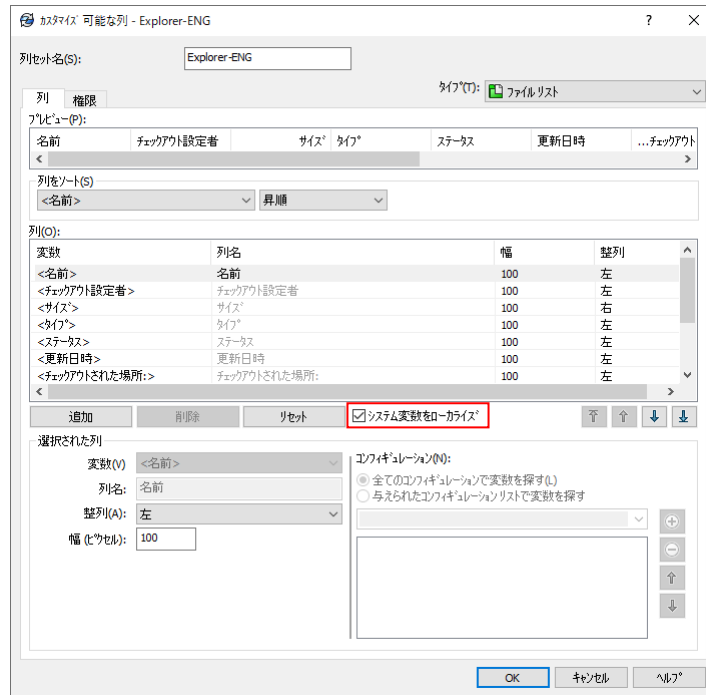 ｶｽﾀﾏｲｽﾞ 可能な列 - Explorer-ENG ? ×
列ｾｯﾄ名(S): Explorer-ENG
ﾀｲﾌﾟ(T): ﾌｧｲﾙ ﾘｽﾄ
列 権限
ﾌﾟﾚﾋﾞｭｰ(P):
名前 ﾁｪｯｸｱｳﾄ設定者 ｻｲｽﾞ ﾀｲﾌﾟ ｽﾃｰﾀｽ 更新日時 ...ﾁｪｯｸｱｳﾄ
列をｿｰﾄ(S)
<名前> 昇順
列(O):
変数 列名 幅 整列
<名前> 名前 100 左
<ﾁｪｯｸｱｳﾄ設定者> ﾁｪｯｸｱｳﾄ設定者 100 左
<ｻｲｽﾞ> ｻｲｽﾞ 100 右
<ﾀｲﾌﾟ> ﾀｲﾌﾟ 100 左
<ｽﾃｰﾀｽ> ｽﾃｰﾀｽ 100 左
<更新日時> 更新日時 100 左
<ﾁｪｯｸｱｳﾄされた場所:> ﾁｪｯｸｱｳﾄされた場所: 100 左
追加 削除 ﾘｾｯﾄ ｼｽﾃﾑ変数をﾛｰｶﾗｲｽﾞ
選択された列
変数(V) <名前>
列名: 名前
整列(A): 左
幅 (ﾋﾟｸｾﾙ): 100
ｺﾝﾌｨｷﾞｭﾚｰｼｮﾝ(N):
全てのｺﾝﾌｨｷﾞｭﾚｰｼｮﾝで変数を探す(L)
与えられたｺﾝﾌｨｷﾞｭﾚｰｼｮﾝ ﾘｽﾄで変数を探す
OK ｷｬﾝｾﾙ ﾍﾙﾌﾟ